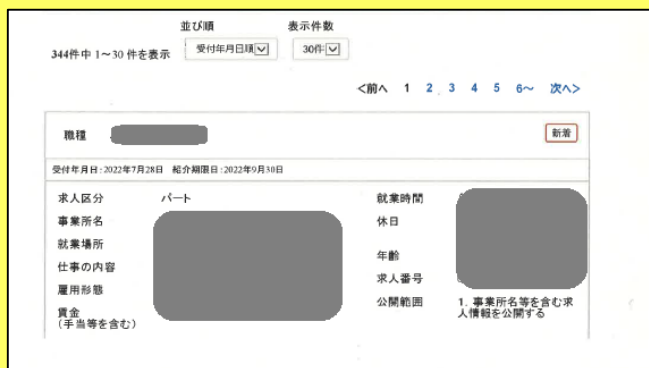 並び順 表示件数
344件中 1～30 件を表示 受付年月日順 30件
<前へ 1 2 3 4 5 6～ 次へ>
職種 新着
受付年月日:2022年7月28日 紹介期限日:2022年9月30日
求人区分 パート
事業所名
就業場所
仕事の内容
雇用形態
賃金
(手当等を含む)
就業時間
休日
年齢
求人番号
公開範囲 1. 事業所名等を含む求
人情報を公開する